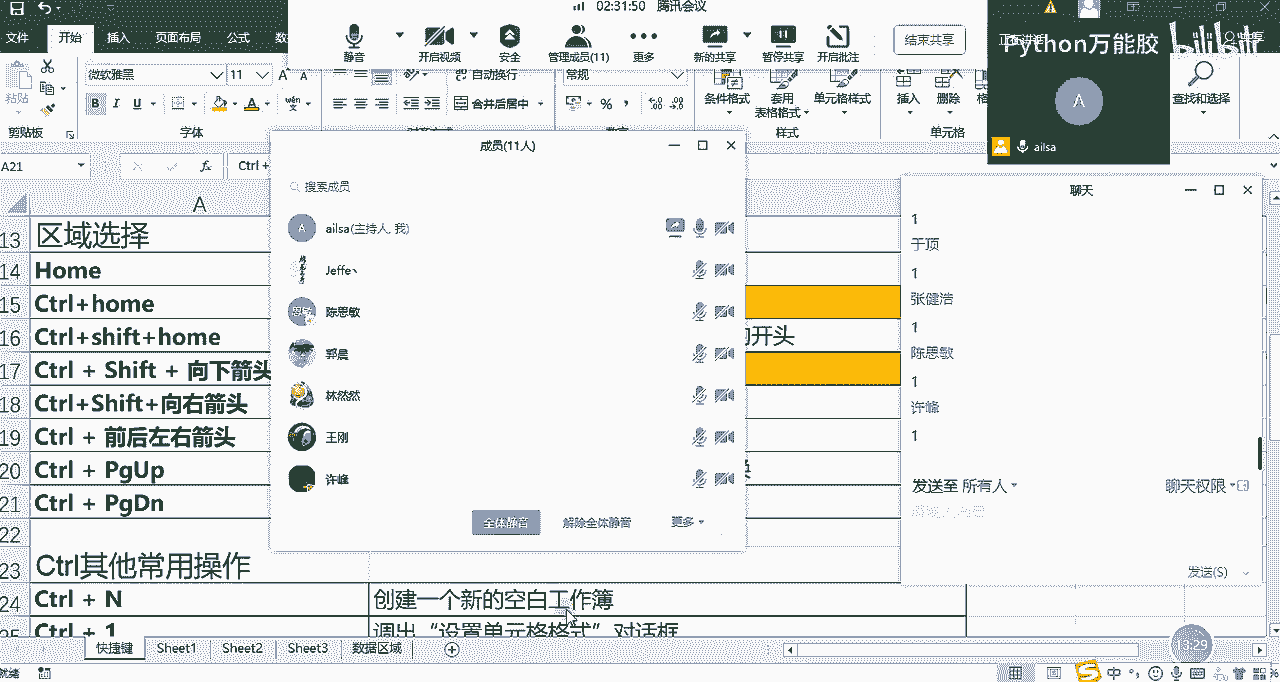 02:31:50 腾讯会议
文件 开始 插入 页面布局 公式 数
静音 开启视频 安全 管理成员(11) 更多 新的共享 暂停共享 开启批注 结束共享
Python万能胶 bilibili
粘贴 微软雅黑 11 自动换行 常规 条件格式 套用表格格式 单元格样式 插入 删除 格 查找和选择
B I U 合并后居中 %
剪贴板 字体 样式 单元格
A
ailsa
A21 fx Ctrl +
成员(11人)
搜索成员
A ailsa(主持人, 我)
Jeffe丶
陈思敏
郭晨
林然然
王刚
许峰
全体静音 解除全体静音 更多
聊天
1
于顶
1
张健浩
1
陈思敏
1
许峰
1
发送至 所有人 聊天权限
发送(S)
A
13 区域选择
14 Home
15 Ctrl+home
16 Ctrl+shift+home 的开头
17 Ctrl + Shift + 向下箭头
18 Ctrl+Shift+向右箭头
19 Ctrl + 前后左右箭头
20 Ctrl + PgUp 换
21 Ctrl + PgDn
22
23 Ctrl其他常用操作
24 Ctrl + N 创建一个新的空白工作簿
25 Ctrl + 1 调出“设置单元格格式”对话框
快捷键 Sheet1 Sheet2 Sheet3 数据区域
13:29
就绪 中